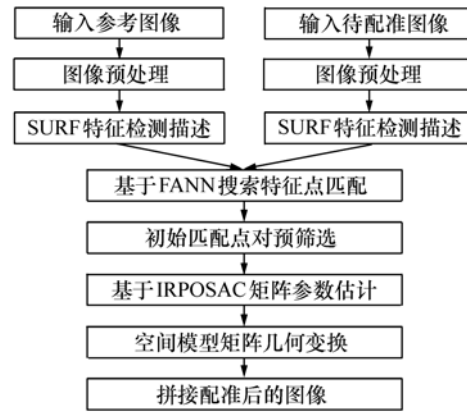 输入参考图像
输入待配准图像
图像预处理
图像预处理
SURF特征检测描述
SURF特征检测描述
基于FANN搜索特征点匹配
初始匹配点对预筛选
基于IRPOSAC矩阵参数估计
空间模型矩阵几何变换
拼接配准后的图像